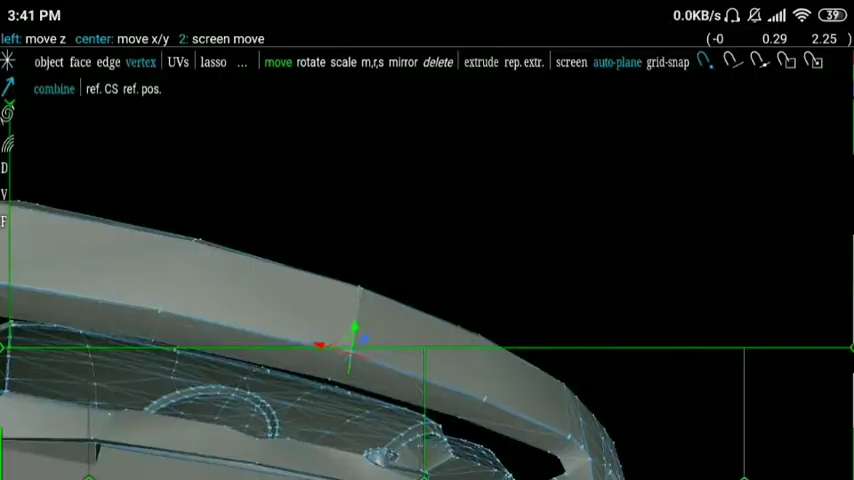 3:41 PM 0.0KB/s 39
left: move z center: move x/y 2: screen move (-0 0.29 2.25 )
object face edge vertex UVs lasso ... move rotate scale m,r,s mirror delete extrude rep. extr. screen auto-plane grid-snap
combine ref. CS ref. pos.
D
V
F